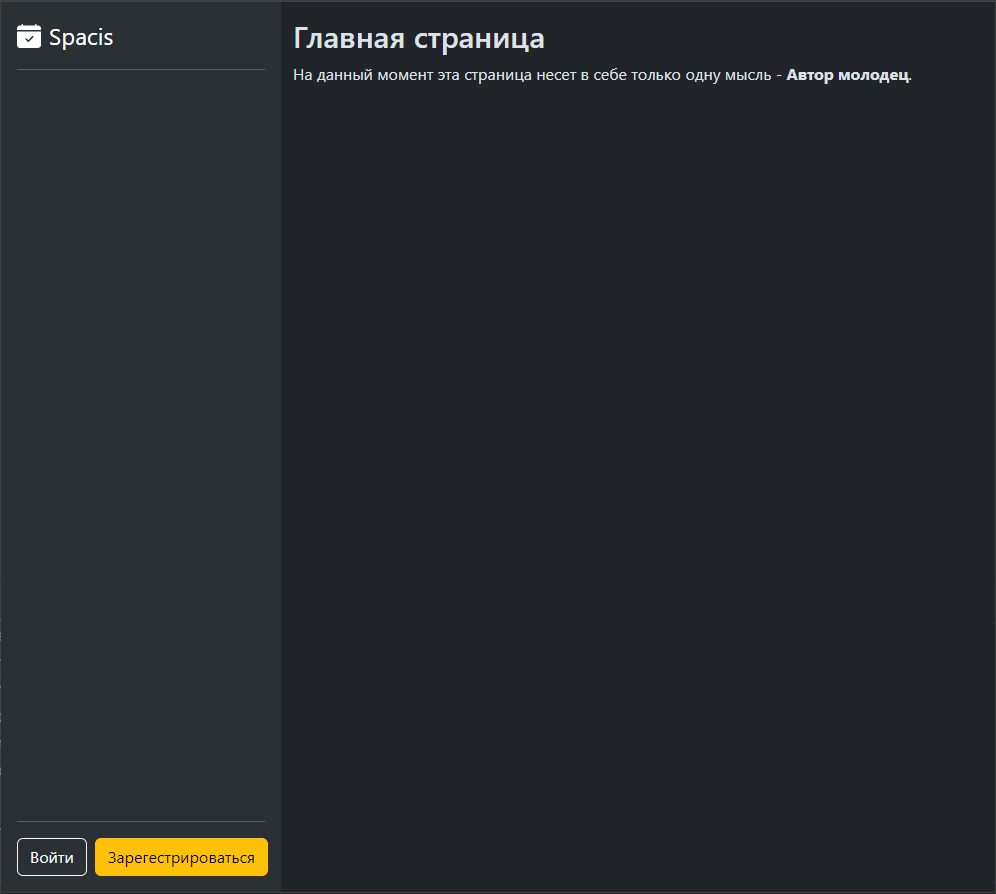 Spacis
Главная страница
На данный момент эта страница несет в себе только одну мысль - Автор молодец.
Войти
Зарегестрироваться